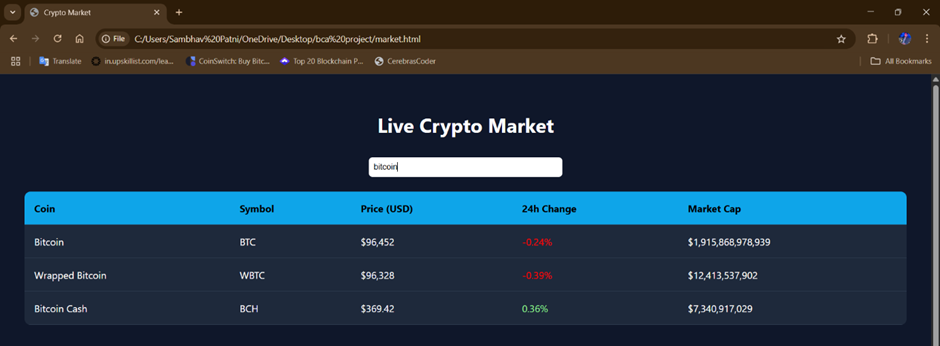 Crypto Market
File C:/Users/Sambhav%20Patni/OneDrive/Desktop/bca%20project/market.html
Translate in.upskillist.com/lea... CoinSwitch: Buy Bitc... Top 20 Blockchain P... CerebrasCoder All Bookmarks
Live Crypto Market
bitcoin
Coin Symbol Price (USD) 24h Change Market Cap
Bitcoin BTC $96,452 -0.24% $1,915,868,978,939
Wrapped Bitcoin WBTC $96,328 -0.39% $12,413,537,902
Bitcoin Cash BCH $369.42 0.36% $7,340,917,029